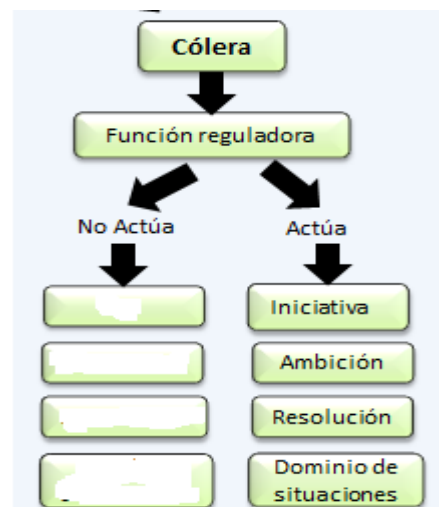 Cólera
Función reguladora
No Actúa
Actúa
Iniciativa
Ambición
Resolución
Dominio de
situaciones